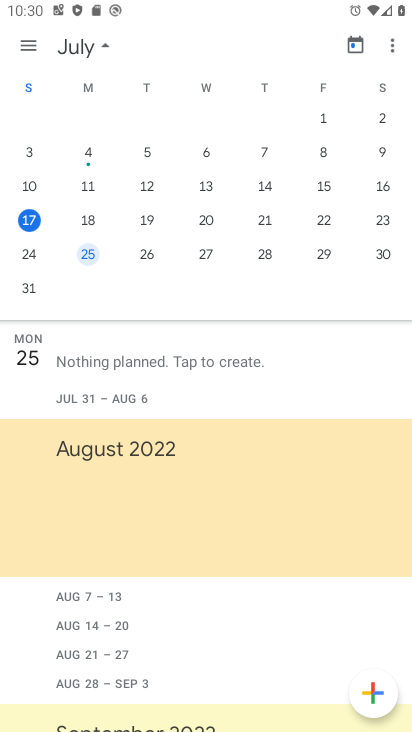 10:30
July
S M T W T F S
1 2
3 4 5 6 7 8 9
10 11 12 13 14 15 16
17 18 19 20 21 22 23
24 25 26 27 28 29 30
31
MON
25
Nothing planned. Tap to create.
JUL 31 – AUG 6
August 2022
AUG 7 – 13
AUG 14 – 20
AUG 21 – 27
AUG 28 – SEP 3
September 2022